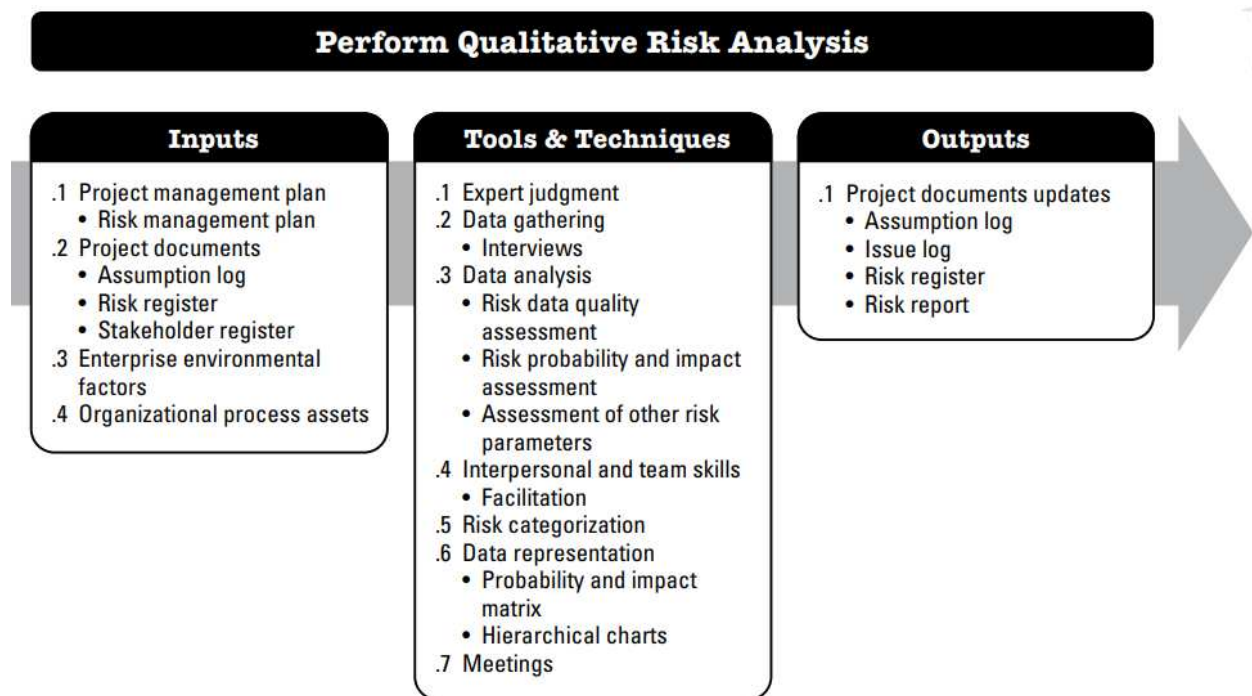 Perform Qualitative Risk Analysis
Inputs
.1 Project management plan
• Risk management plan
.2 Project documents
• Assumption log
• Risk register
• Stakeholder register
.3 Enterprise environmental
factors
.4 Organizational process assets
Tools & Techniques
.1 Expert judgment
.2 Data gathering
• Interviews
.3 Data analysis
• Risk data quality
assessment
• Risk probability and impact
assessment
• Assessment of other risk
parameters
.4 Interpersonal and team skills
• Facilitation
.5 Risk categorization
.6 Data representation
• Probability and impact
matrix
• Hierarchical charts
.7 Meetings
Outputs
.1 Project documents updates
• Assumption log
• Issue log
• Risk register
• Risk report